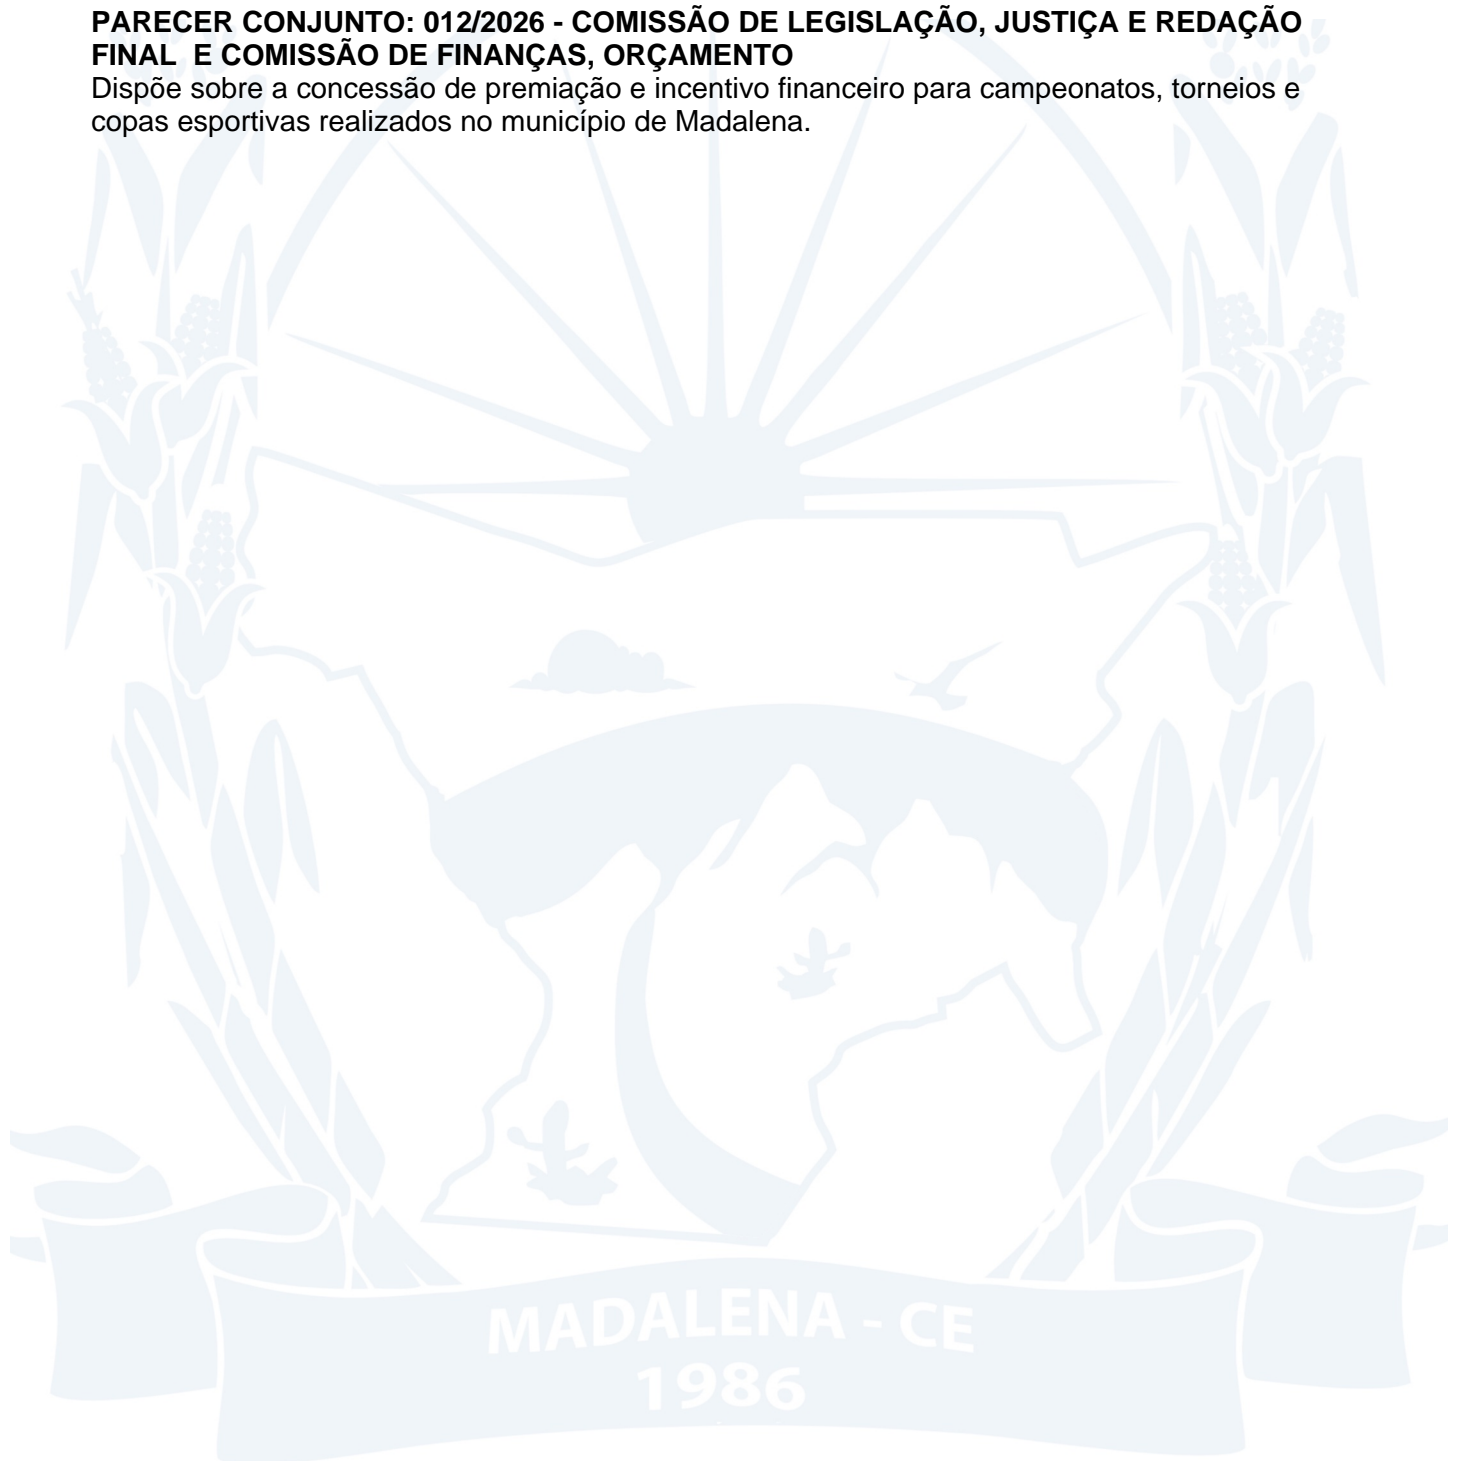 PARECER CONJUNTO: 012/2026 - COMISSÃO DE LEGISLAÇÃO, JUSTIÇA E REDAÇÃO
FINAL  E COMISSÃO DE FINANÇAS, ORÇAMENTO
Dispõe sobre a concessão de premiação e incentivo financeiro para campeonatos, torneios e
copas esportivas realizados no município de Madalena.
MADALENA - CE
1986